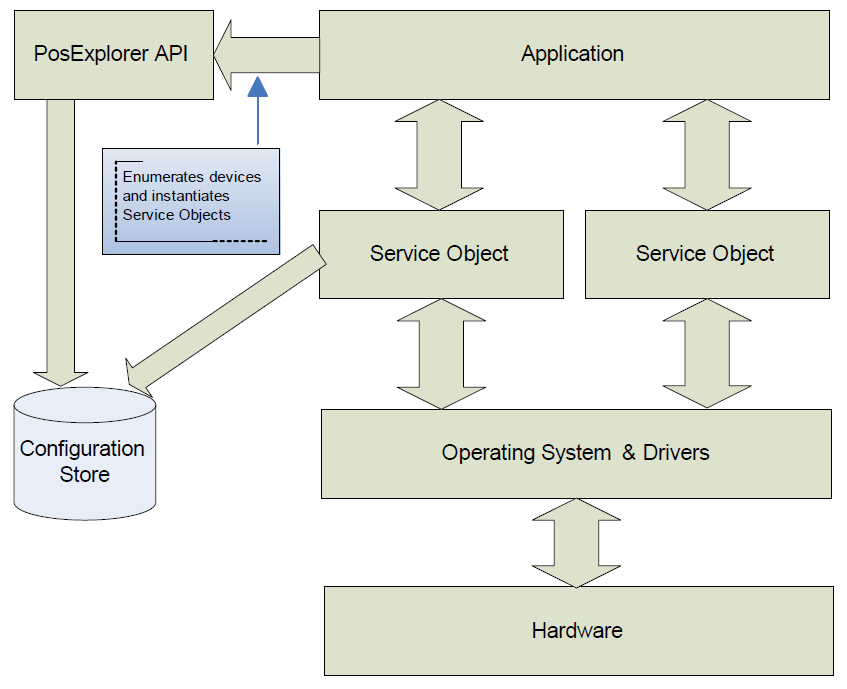 PosExplorer API
Application
Enumerates devices
and instantiates
Service Objects
Service Object
Service Object
Configuration
Store
Operating System & Drivers
Hardware